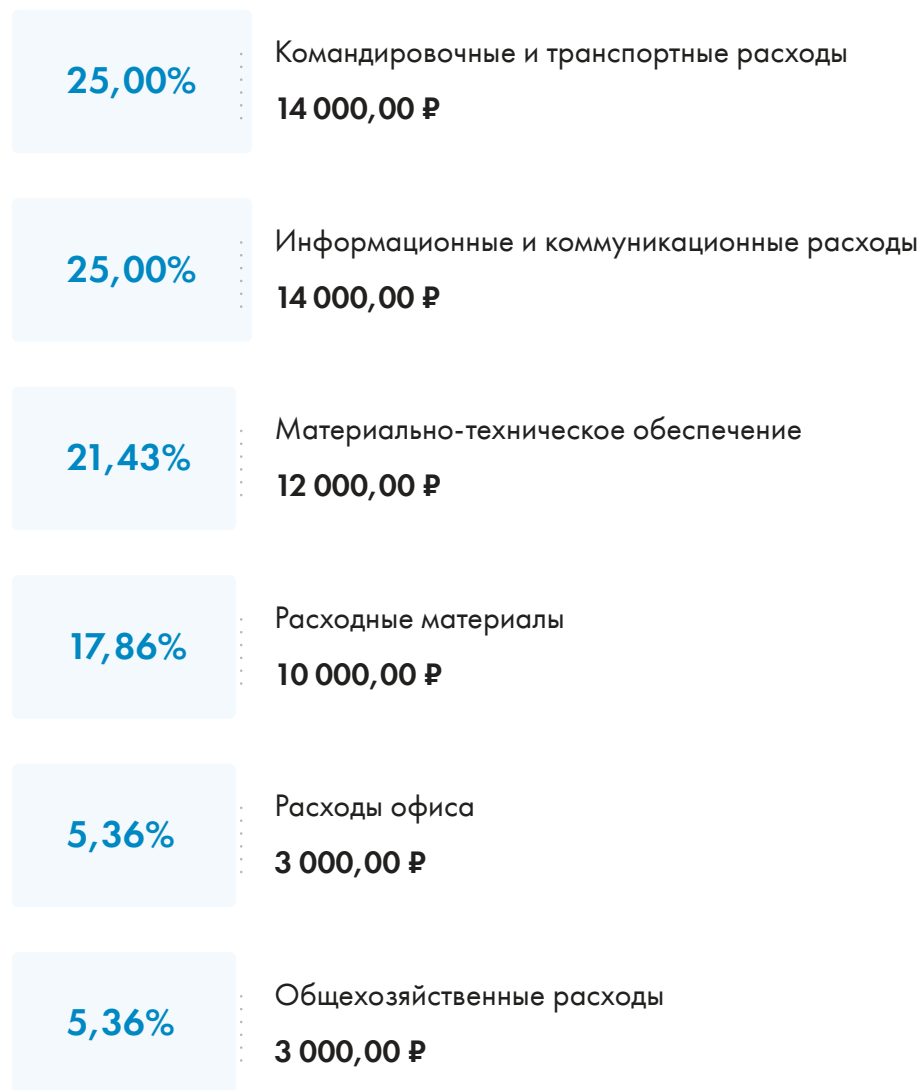 25,00%
Командировочные и транспортные расходы
14 000,00 ₽
25,00%
Информационные и коммуникационные расходы
14 000,00 ₽
21,43%
Материально-техническое обеспечение
12 000,00 ₽
17,86%
Расходные материалы
10 000,00 ₽
5,36%
Расходы офиса
3 000,00 ₽
5,36%
Общехозяйственные расходы
3 000,00 ₽